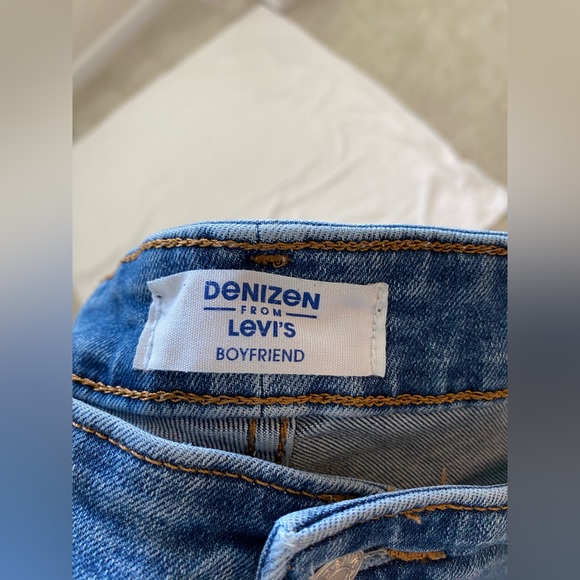 DENIZEN
FROM
LEVI'S
BOYFRIEND